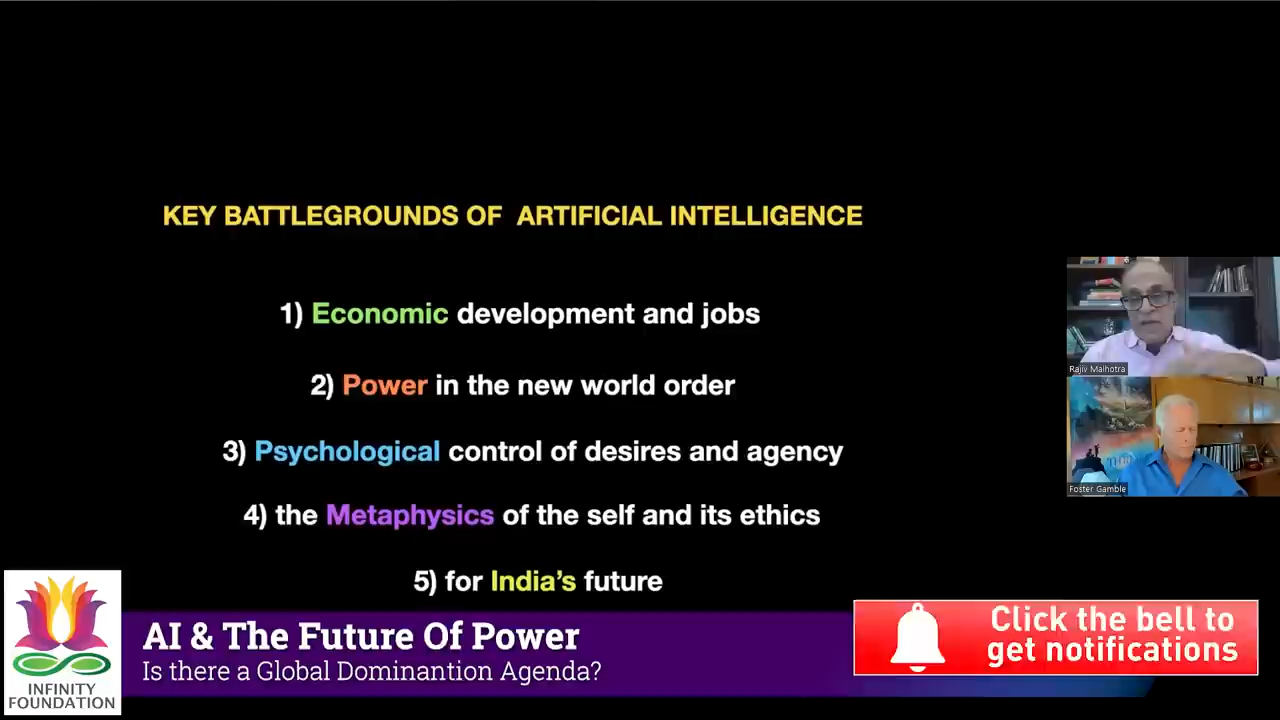 KEY BATTLEGROUNDS OF ARTIFICIAL INTELLIGENCE
1) Economic development and jobs
2) Power in the new world order
3) Psychological control of desires and agency
4) the Metaphysics of the self and its ethics
5) for India's future
Rajiv Malhotra
Foster Gamble
INFINITY
FOUNDATION
AI & The Future Of Power
Is there a Global Dominantion Agenda?
Click the bell to
get notifications